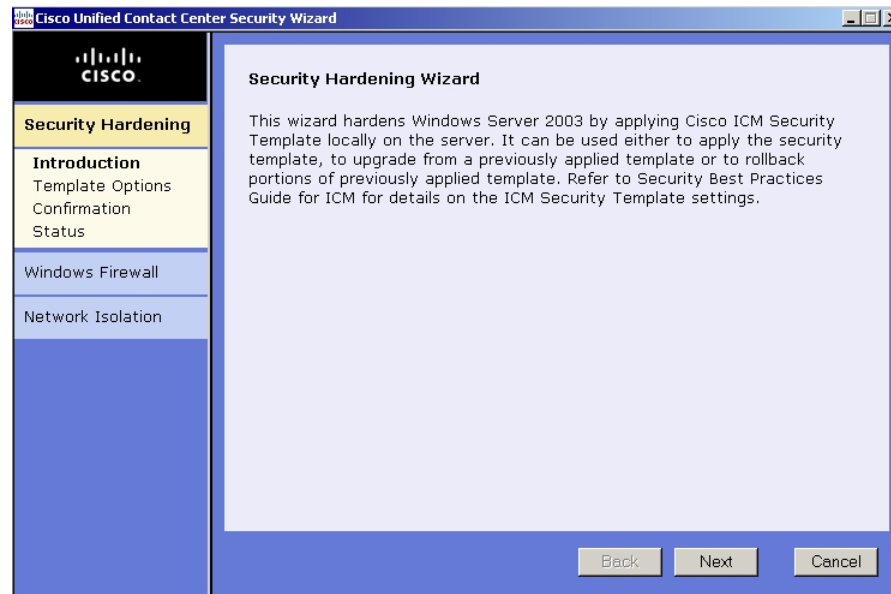 Cisco Unified Contact Center Security Wizard
CISCO
Security Hardening
Introduction
Template Options
Confirmation
Status
Windows Firewall
Network Isolation
Security Hardening Wizard
This wizard hardens Windows Server 2003 by applying Cisco ICM Security
Template locally on the server. It can be used either to apply the security
template, to upgrade from a previously applied template or to rollback
portions of previously applied template. Refer to Security Best Practices
Guide for ICM for details on the ICM Security Template settings.
Back
Next
Cancel